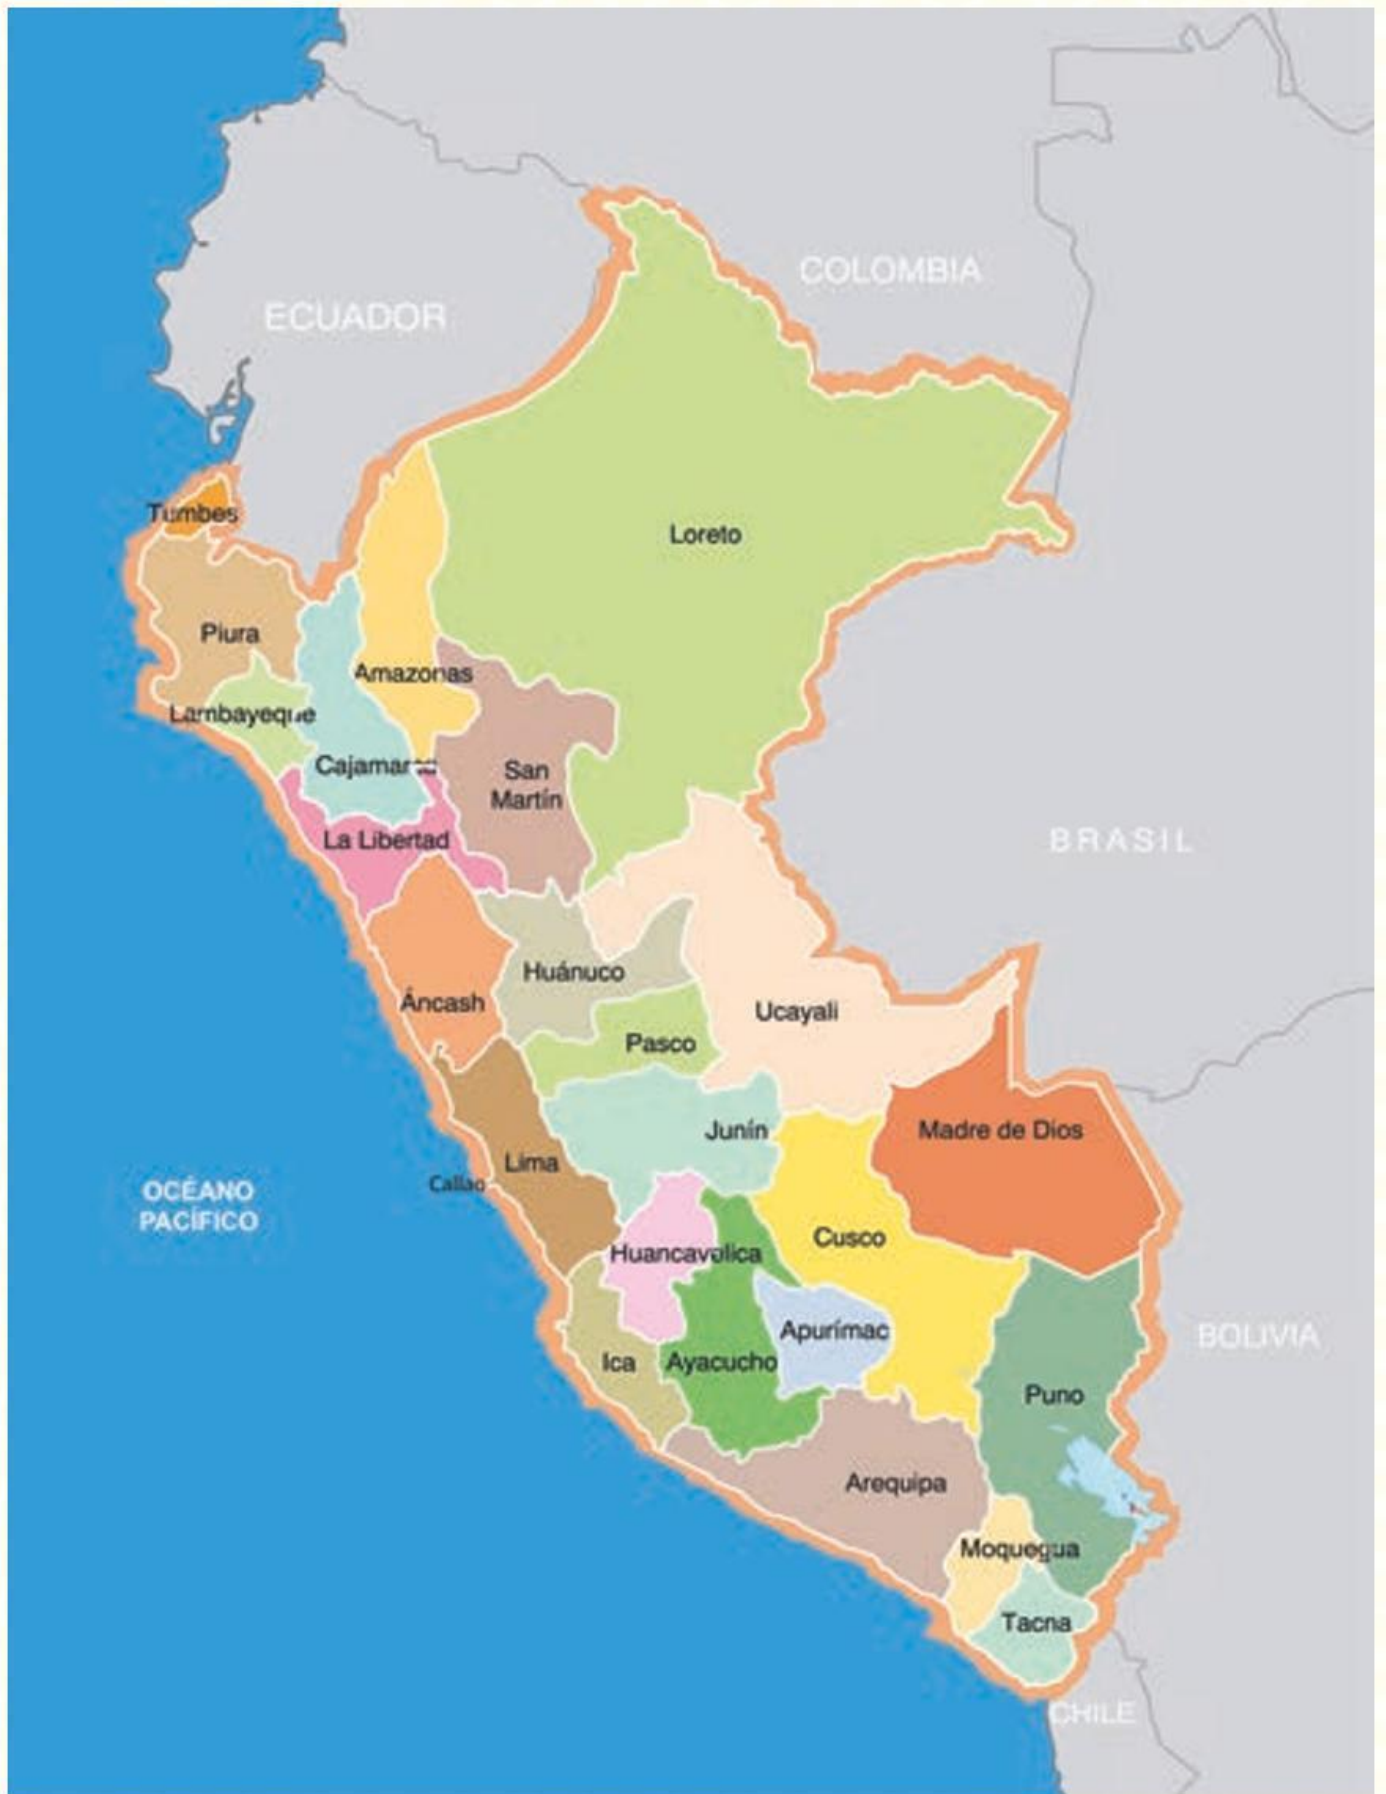 COLOMBIA
ECUADOR
Tumbes
Loreto
Piura
Amazonas
Lambayeque
Cajamarca
San
Martín
La Libertad
BRASIL
Huánuco
Áncash
Ucayali
Pasco
Junín
Madre de Dios
Lima
Callao
OCÉANO
PACÍFICO
Cusco
Huancavelica
Apurímac
BOLIVIA
Ica
Ayacucho
Puno
Arequipa
Moquegua
Tacna
CHILE